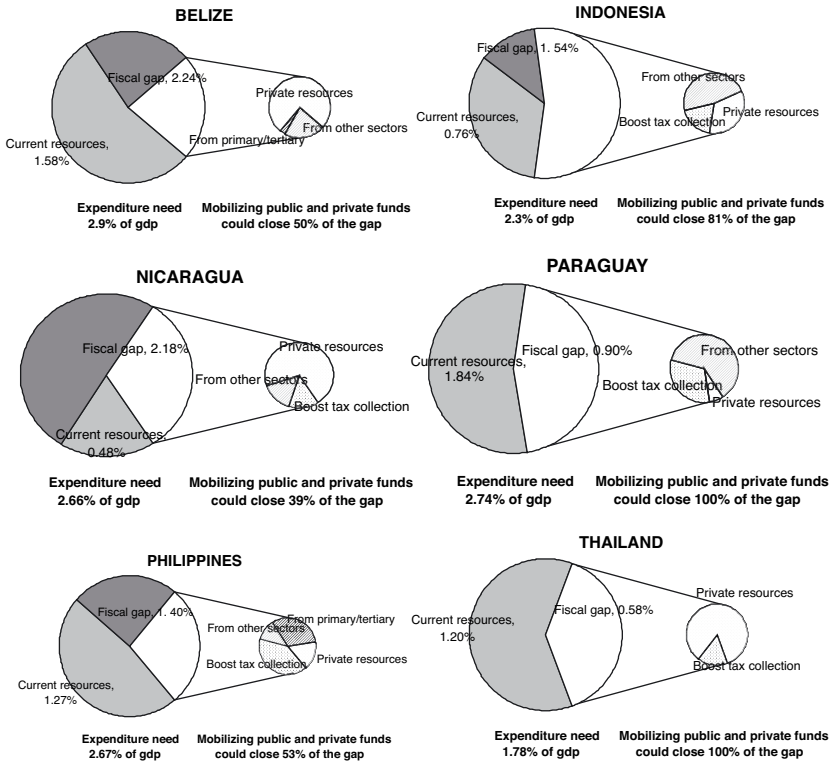 BELIZE
Fiscal gap, 2.24%
Private resources
From primary/tertiary
From other sectors
Current resources,
1.58%
Expenditure need
2.9% of gdp
Mobilizing public and private funds
could close 50% of the gap
INDONESIA
Fiscal gap, 1. 54%
From other sectors
Private resources
Boost tax collection
Current resources,
0.76%
Expenditure need
2.3% of gdp
Mobilizing public and private funds
could close 81% of the gap
NICARAGUA
Fiscal gap, 2.18%
Private resources
From other sectors
Boost tax collection
Current resources,
0.48%
Expenditure need
2.66% of gdp
Mobilizing public and private funds
could close 39% of the gap
PARAGUAY
Fiscal gap, 0.90%
From other sectors
Current resources,
1.84%
Boost tax collection
Private resources
Expenditure need
2.74% of gdp
Mobilizing public and private funds
could close 100% of the gap
PHILIPPINES
Fiscal gap, 1. 40%
From primary/tertiary
From other sectors
Private resources
Boost tax collection
Current resources,
1.27%
Expenditure need
2.67% of gdp
Mobilizing public and private funds
could close 53% of the gap
THAILAND
Private resources
Fiscal gap, 0.58%
Current resources,
1.20%
Boost tax collection
Expenditure need
1.78% of gdp
Mobilizing public and private funds
could close 100% of the gap